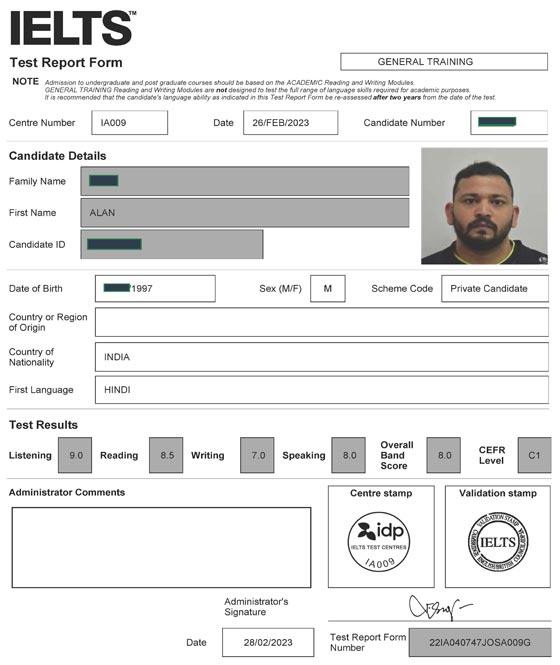 IELTS™
Test Report Form
GENERAL TRAINING
NOTE Admission to undergraduate and post graduate courses should be based on the ACADEMIC Reading and Writing Modules.
GENERAL TRAINING Reading and Writing Modules are not designed to test the full range of language skills required for academic purposes.
It is recommended that the candidate's language ability as indicated in this Test Report Form be re-assessed after two years from the date of the test.
Centre Number IA009 Date 26/FEB/2023 Candidate Number
Candidate Details
Family Name
First Name ALAN
Candidate ID
Date of Birth /1997 Sex (M/F) M Scheme Code Private Candidate
Country or Region
of Origin
Country of
Nationality INDIA
First Language HINDI
Test Results
Listening 9.0 Reading 8.5 Writing 7.0 Speaking 8.0 Overall Band Score 8.0 CEFR Level C1
Administrator Comments
Centre stamp
idp
IELTS TEST CENTRES
IA009
Validation stamp
VALIDATION STAMP
IELTS
Administrator's
Signature
Date 28/02/2023
Test Report Form
Number 22IA040747JOSA009G